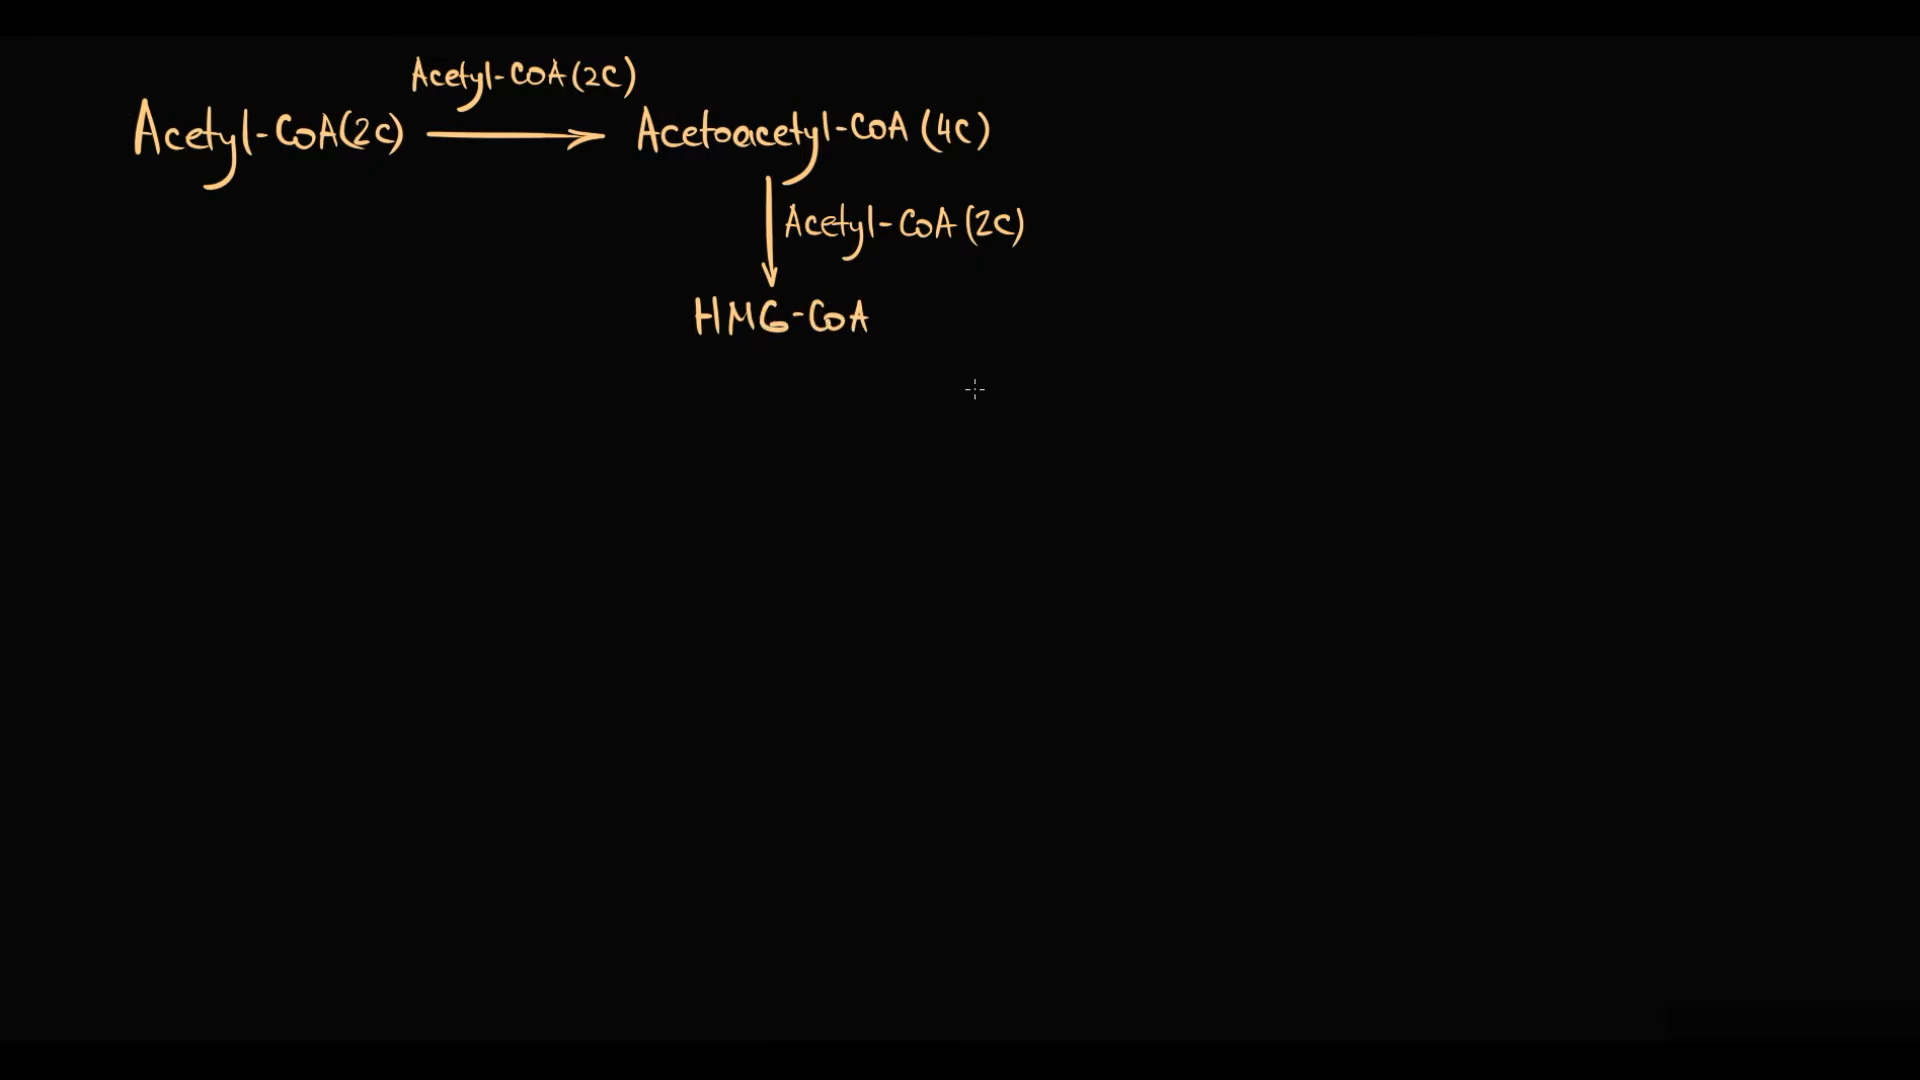 Acetyl-CoA(2C)
Acetyl-CoA(2C) Acetoacetyl-CoA (4C)
Acetyl-CoA (2C)
HMG-CoA